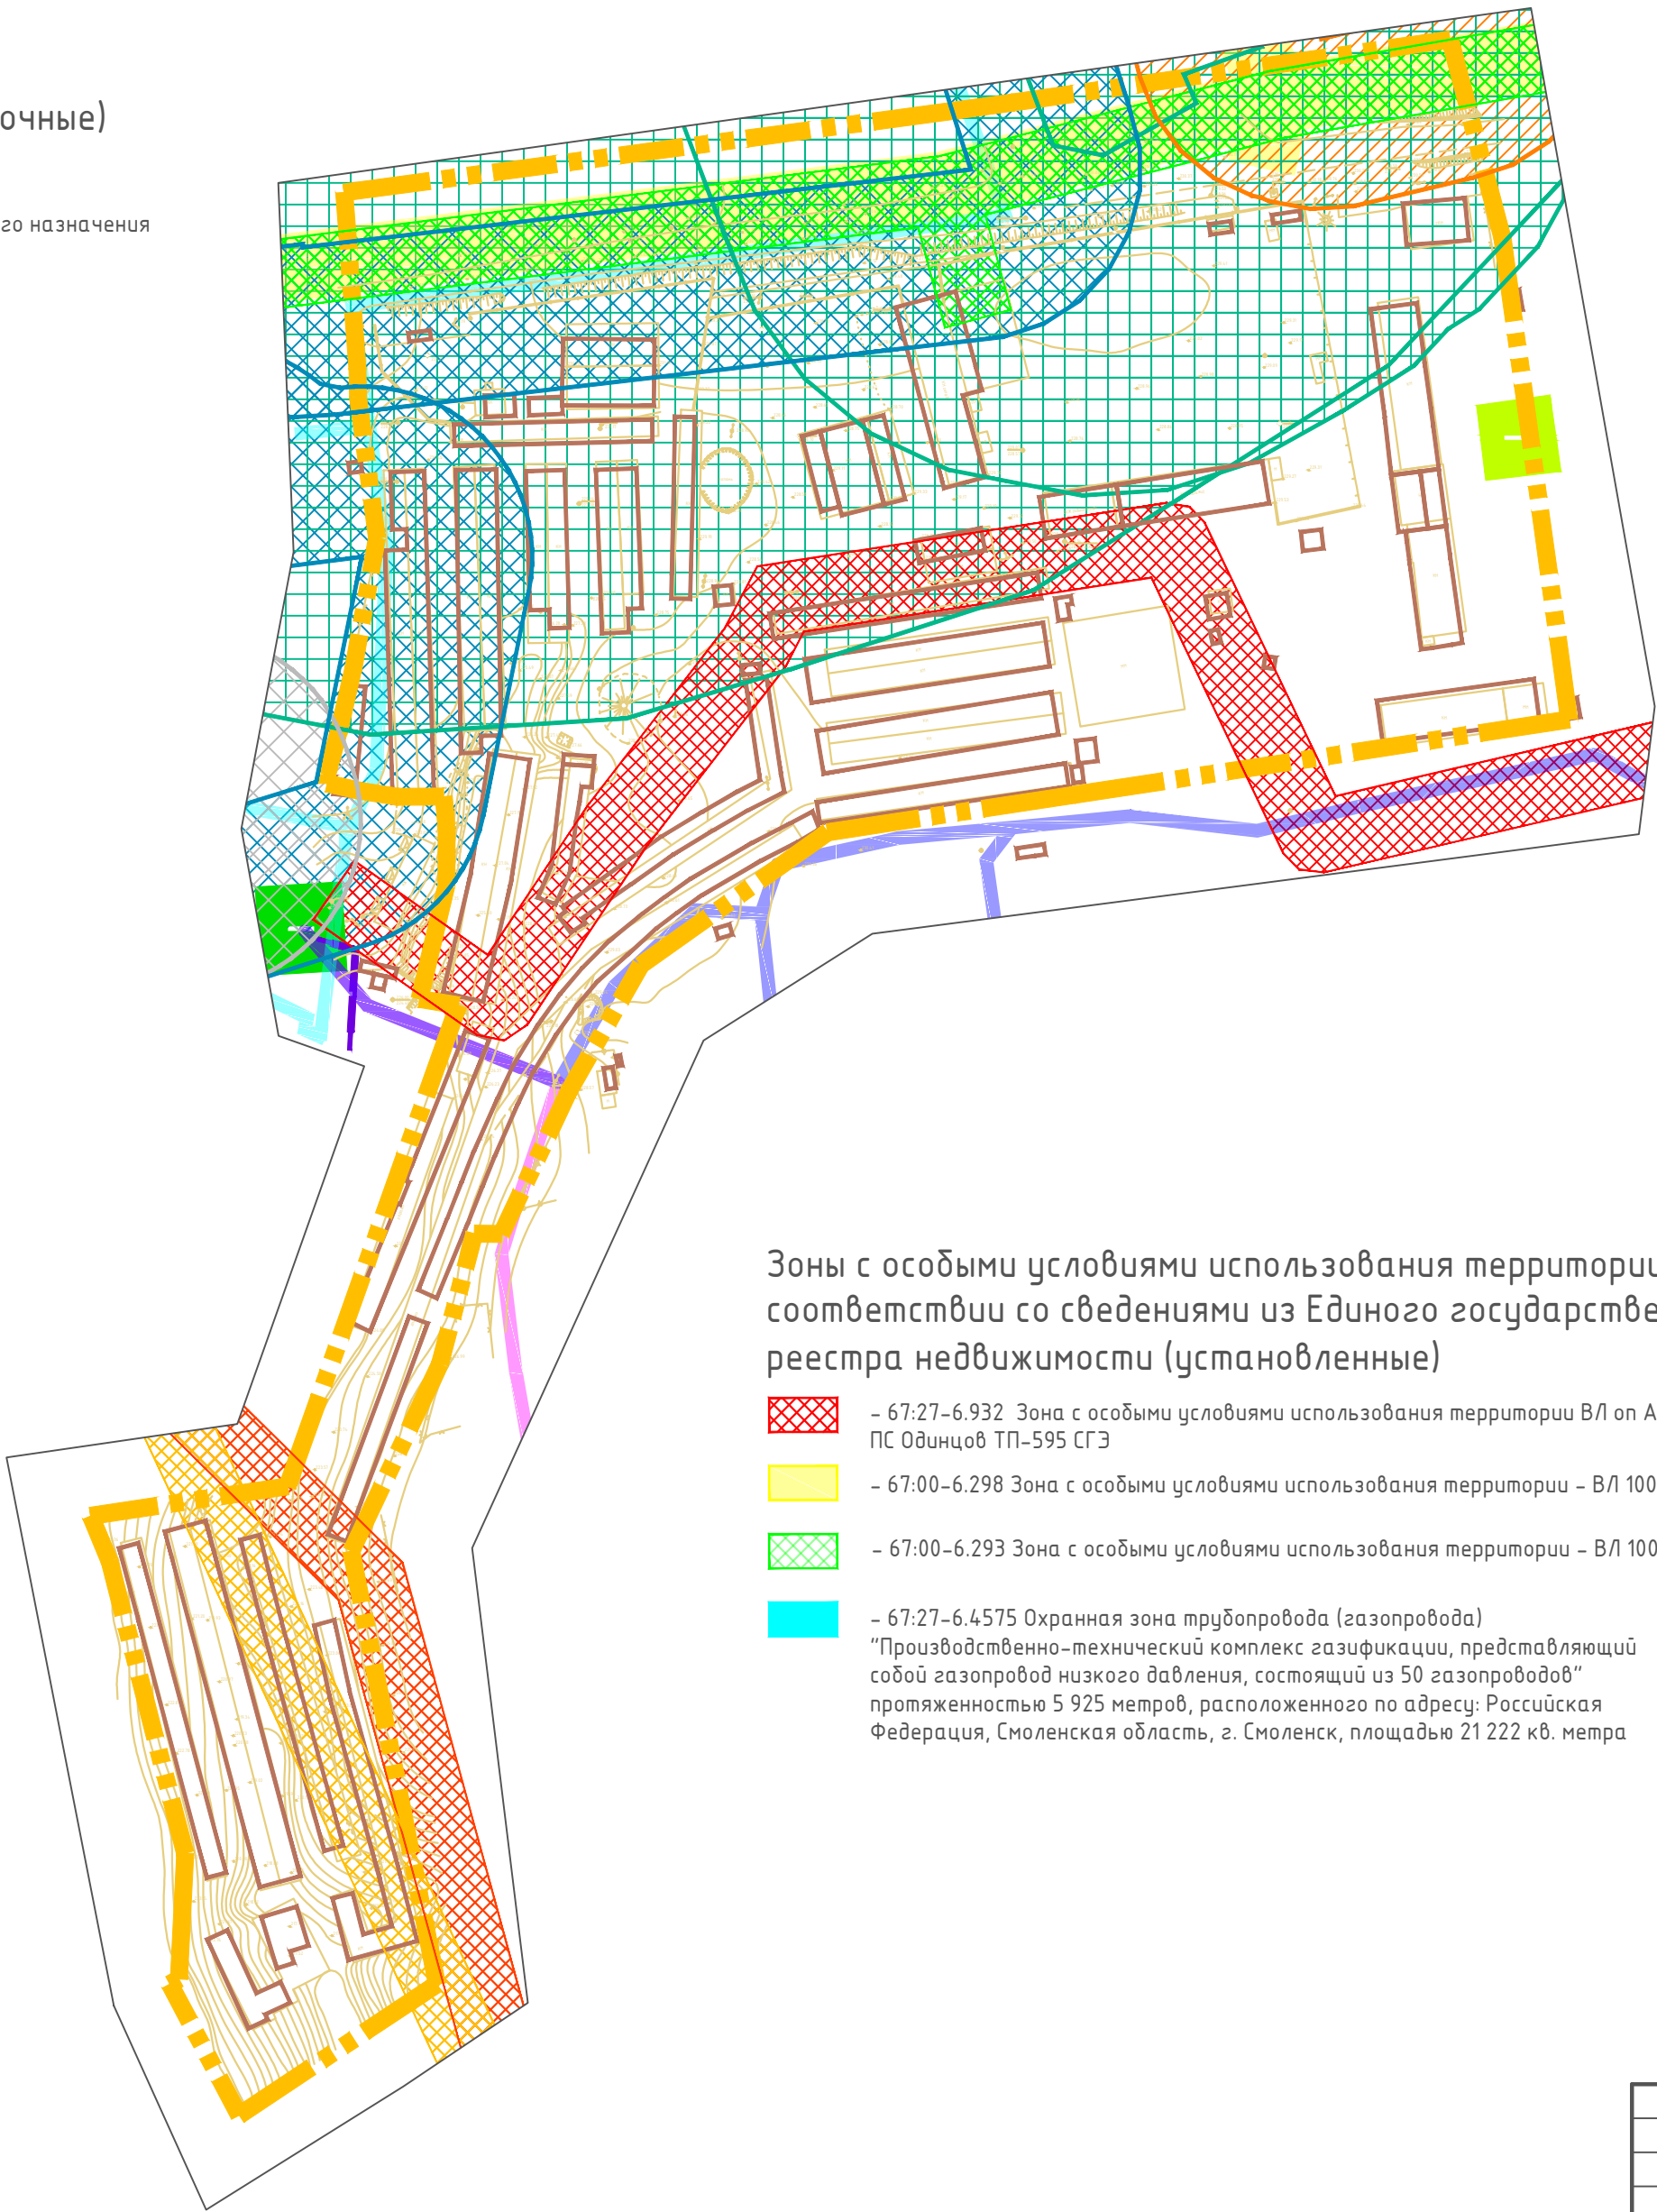 очные)
го назначения
Зоны с особыми условиями использования территории
соответствии со сведениями из Единого государстве
реестра недвижимости (установленные)
- 67:27-6.932 Зона с особыми условиями использования территории ВЛ оп А
ПС Одинцов ТП-595 СГЭ
- 67:00-6.298 Зона с особыми условиями использования территории - ВЛ 100
- 67:00-6.293 Зона с особыми условиями использования территории - ВЛ 100
- 67:27-6.4575 Охранная зона трубопровода (газопровода)
"Производственно-технический комплекс газификации, представляющий
собой газопровод низкого давления, состоящий из 50 газопроводов"
протяженностью 5 925 метров, расположенного по адресу: Российская
Федерация, Смоленская область, г. Смоленск, площадью 21 222 кв. метра